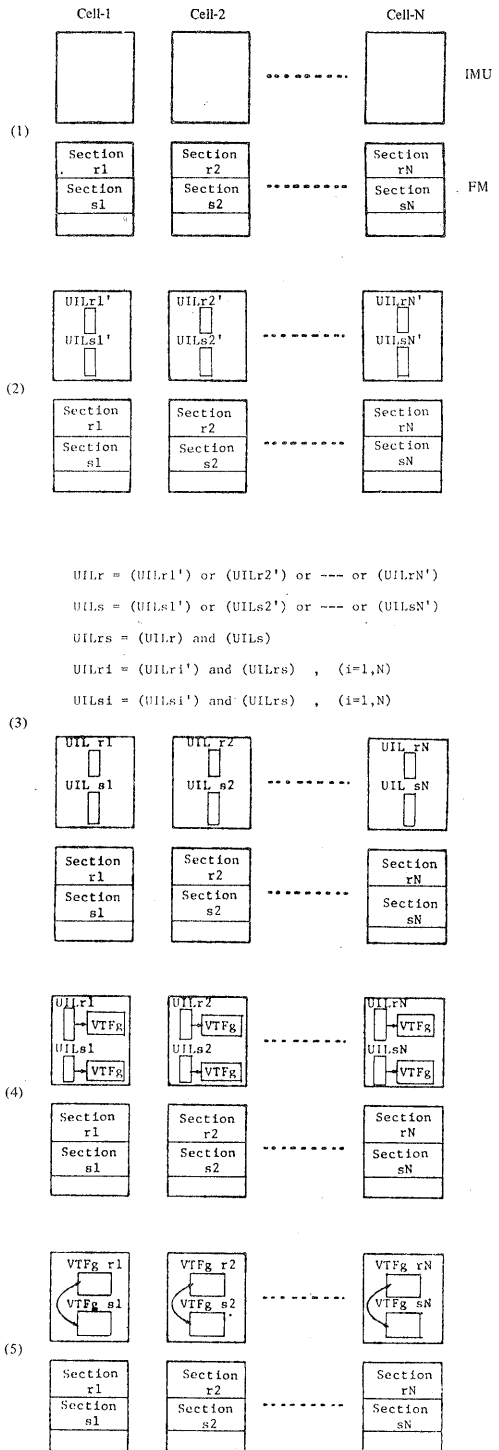 Cell-1 Cell-2 Cell-N
IMU
(1)
Section Section Section
r1 r2 rN
FM
Section Section Section
s1 s2 sN
UILr1' UILr2' UILrN'
UILs1' UILs2' UILsN'
(2)
Section Section Section
r1 r2 rN
Section Section Section
s1 s2 sN
UILr = (UILr1') or (UILr2') or --- or (UILrN')
UILs = (UILs1') or (UILs2') or --- or (UILsN')
UILrs = (UILr) and (UILs)
UILri = (UILri') and (UILrs) , (i=1,N)
UILsi = (UILsi') and (UILrs) , (i=1,N)
(3)
UIL r1 UIL r2 UIL rN
UIL s1 UIL s2 UIL sN
Section Section Section
r1 r2 rN
Section Section Section
s1 s2 sN
UILr1 UILr2 UILrN
VTFg VTFg VTFg
UILs1 UILs2 UILsN
VTFg VTFg VTFg
(4)
Section Section Section
r1 r2 rN
Section Section Section
s1 s2 sN
VTFg r1 VTFg r2 VTFg rN
VTFg s1 VTFg s2 VTFg sN
(5)
Section Section Section
r1 r2 rN
Section Section Section
s1 s2 sN